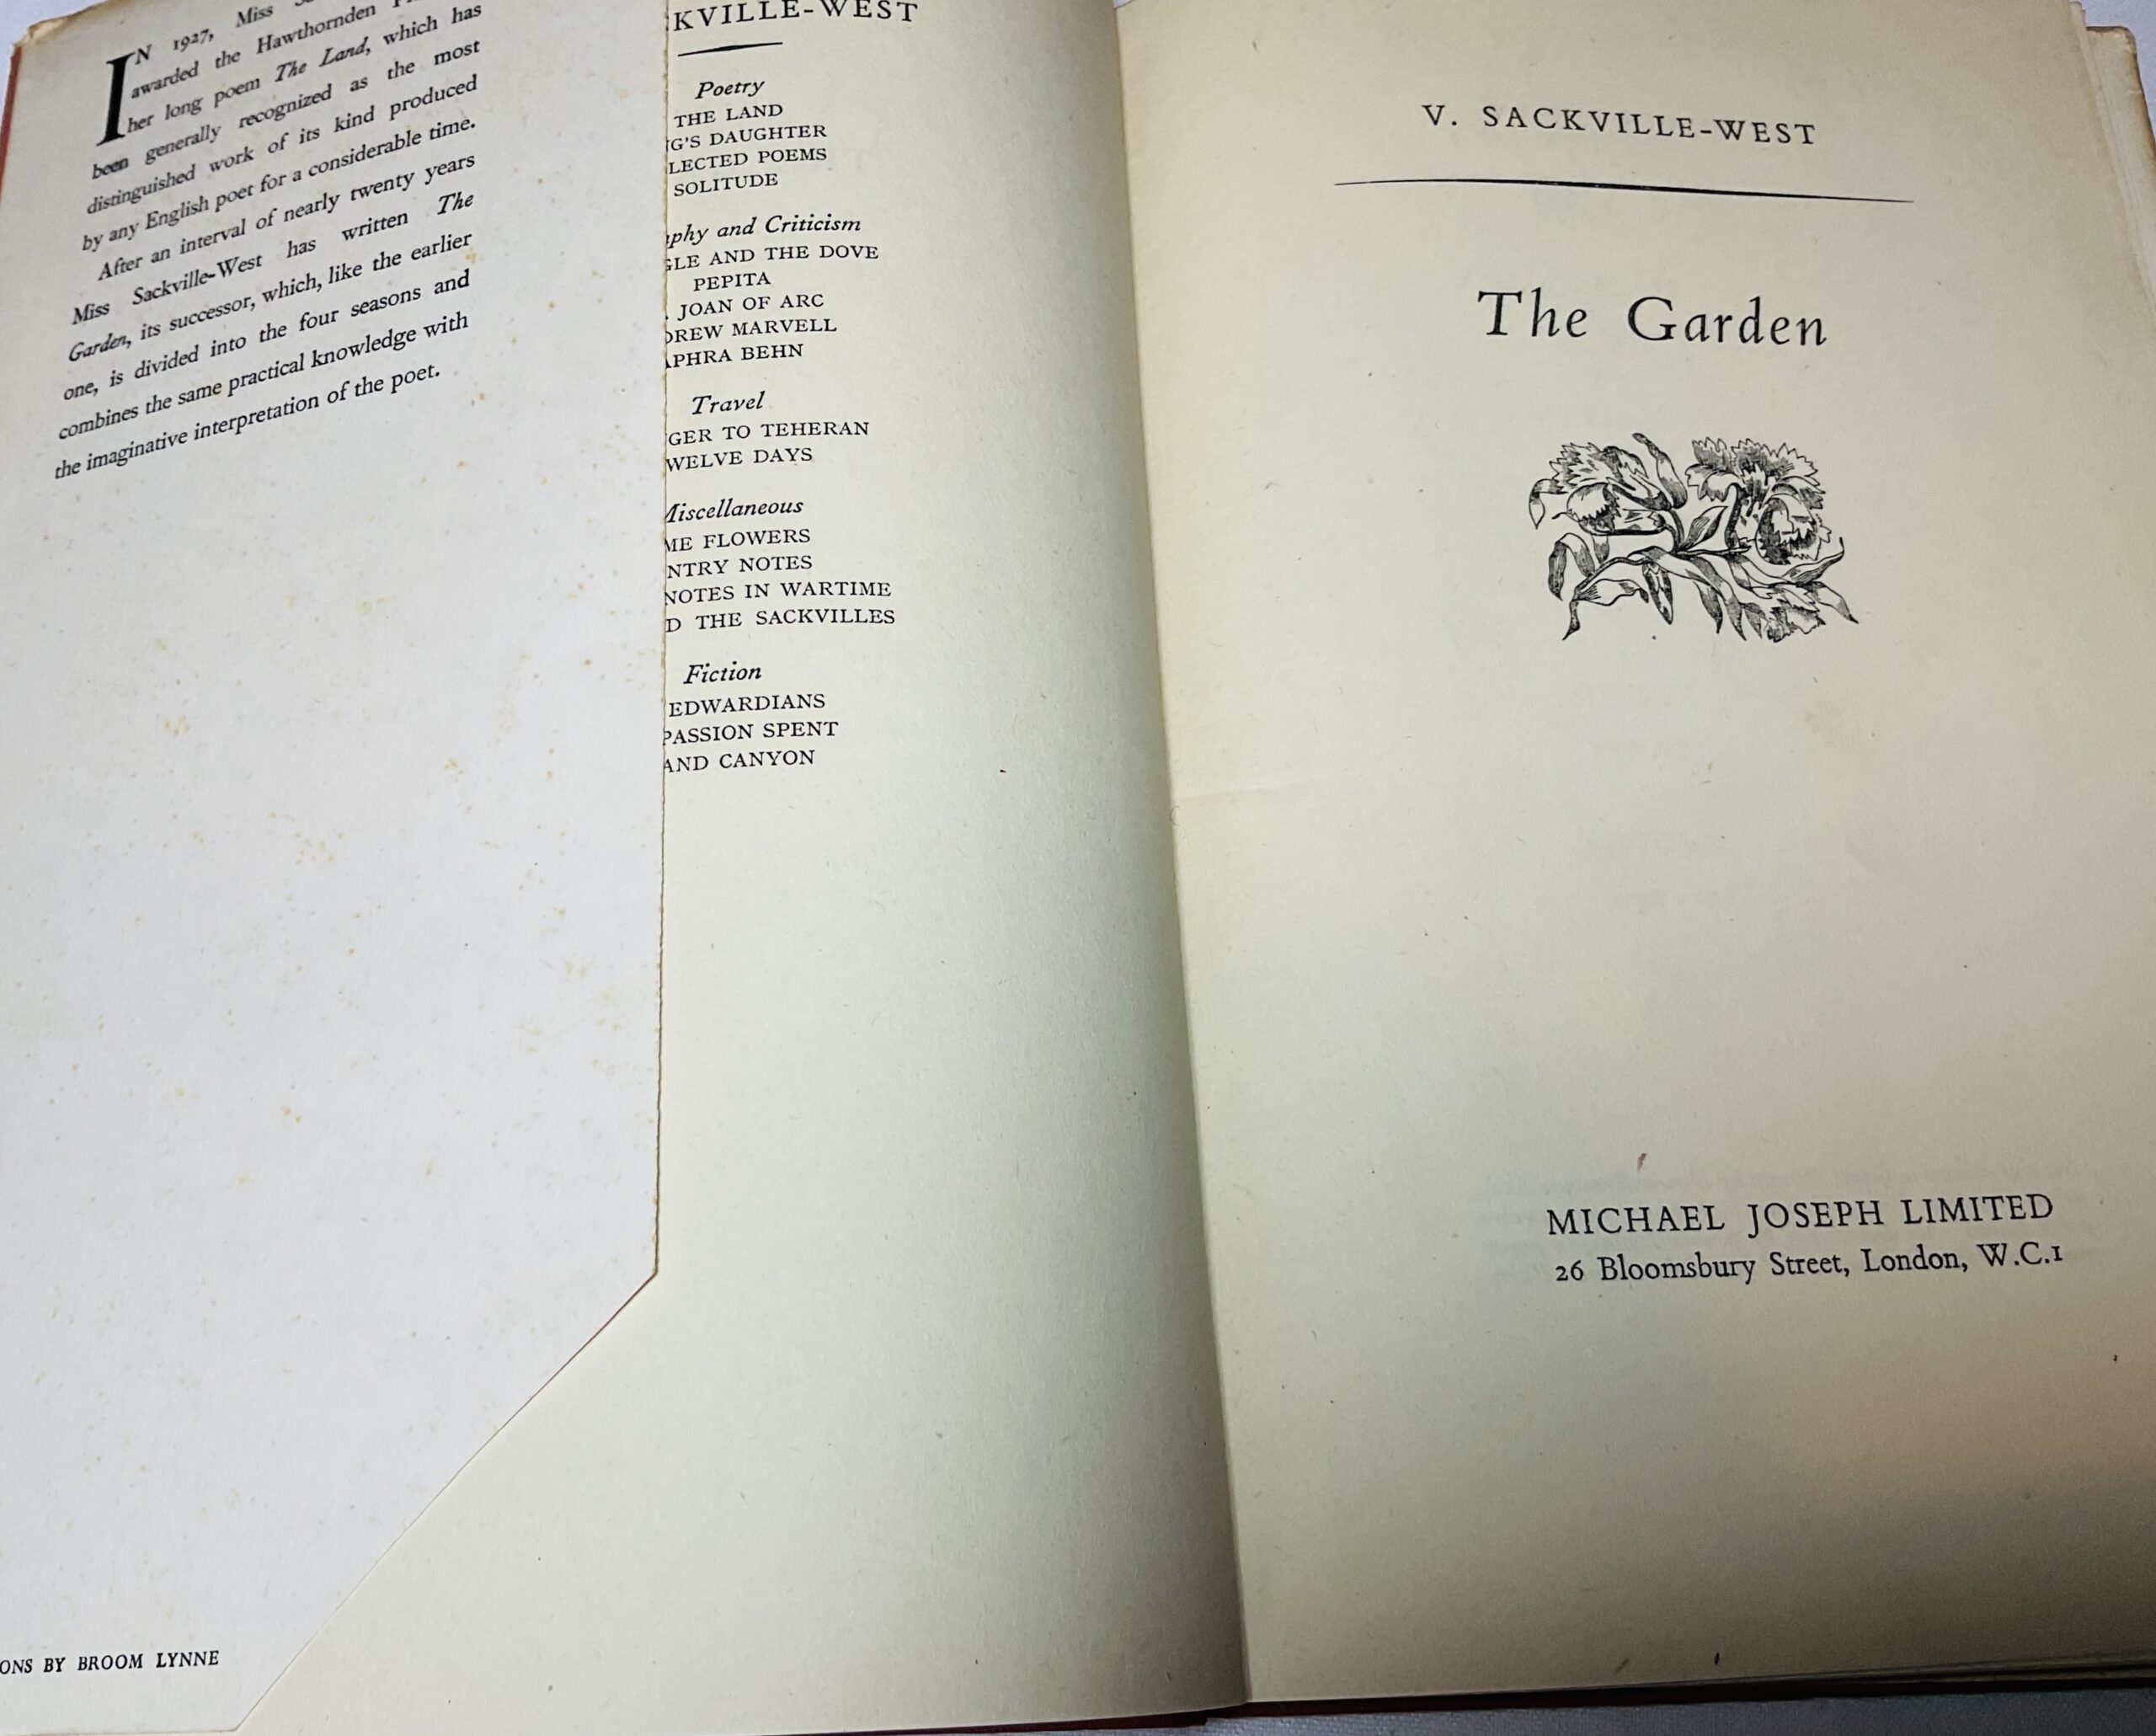 IN 1927, Miss
awarded the Hawthornden
her long poem The Land, which has
been generally recognized as the most
distinguished work of its kind produced
by any English poet for a considerable time.
After an interval of nearly twenty years
Miss Sackville-West has written The
Garden, its successor, which, like the earlier
one, is divided into the four seasons and
combines the same practical knowledge with
the imaginative interpretation of the poet.
ONS BY BROOM LYNNE
KVILLE-WEST
Poetry
THE LAND
G'S DAUGHTER
LECTED POEMS
SOLITUDE
phy and Criticism
GLE AND THE DOVE
PEPITA
JOAN OF ARC
DREW MARVELL
APHRA BEHN
Travel
GER TO TEHERAN
WELVE DAYS
Miscellaneous
ME FLOWERS
NTRY NOTES
NOTES IN WARTIME
D THE SACKVILLES
Fiction
EDWARDIANS
PASSION SPENT
AND CANYON
V. SACKVILLE-WEST
The Garden
MICHAEL JOSEPH LIMITED
26 Bloomsbury Street, London, W.C.1